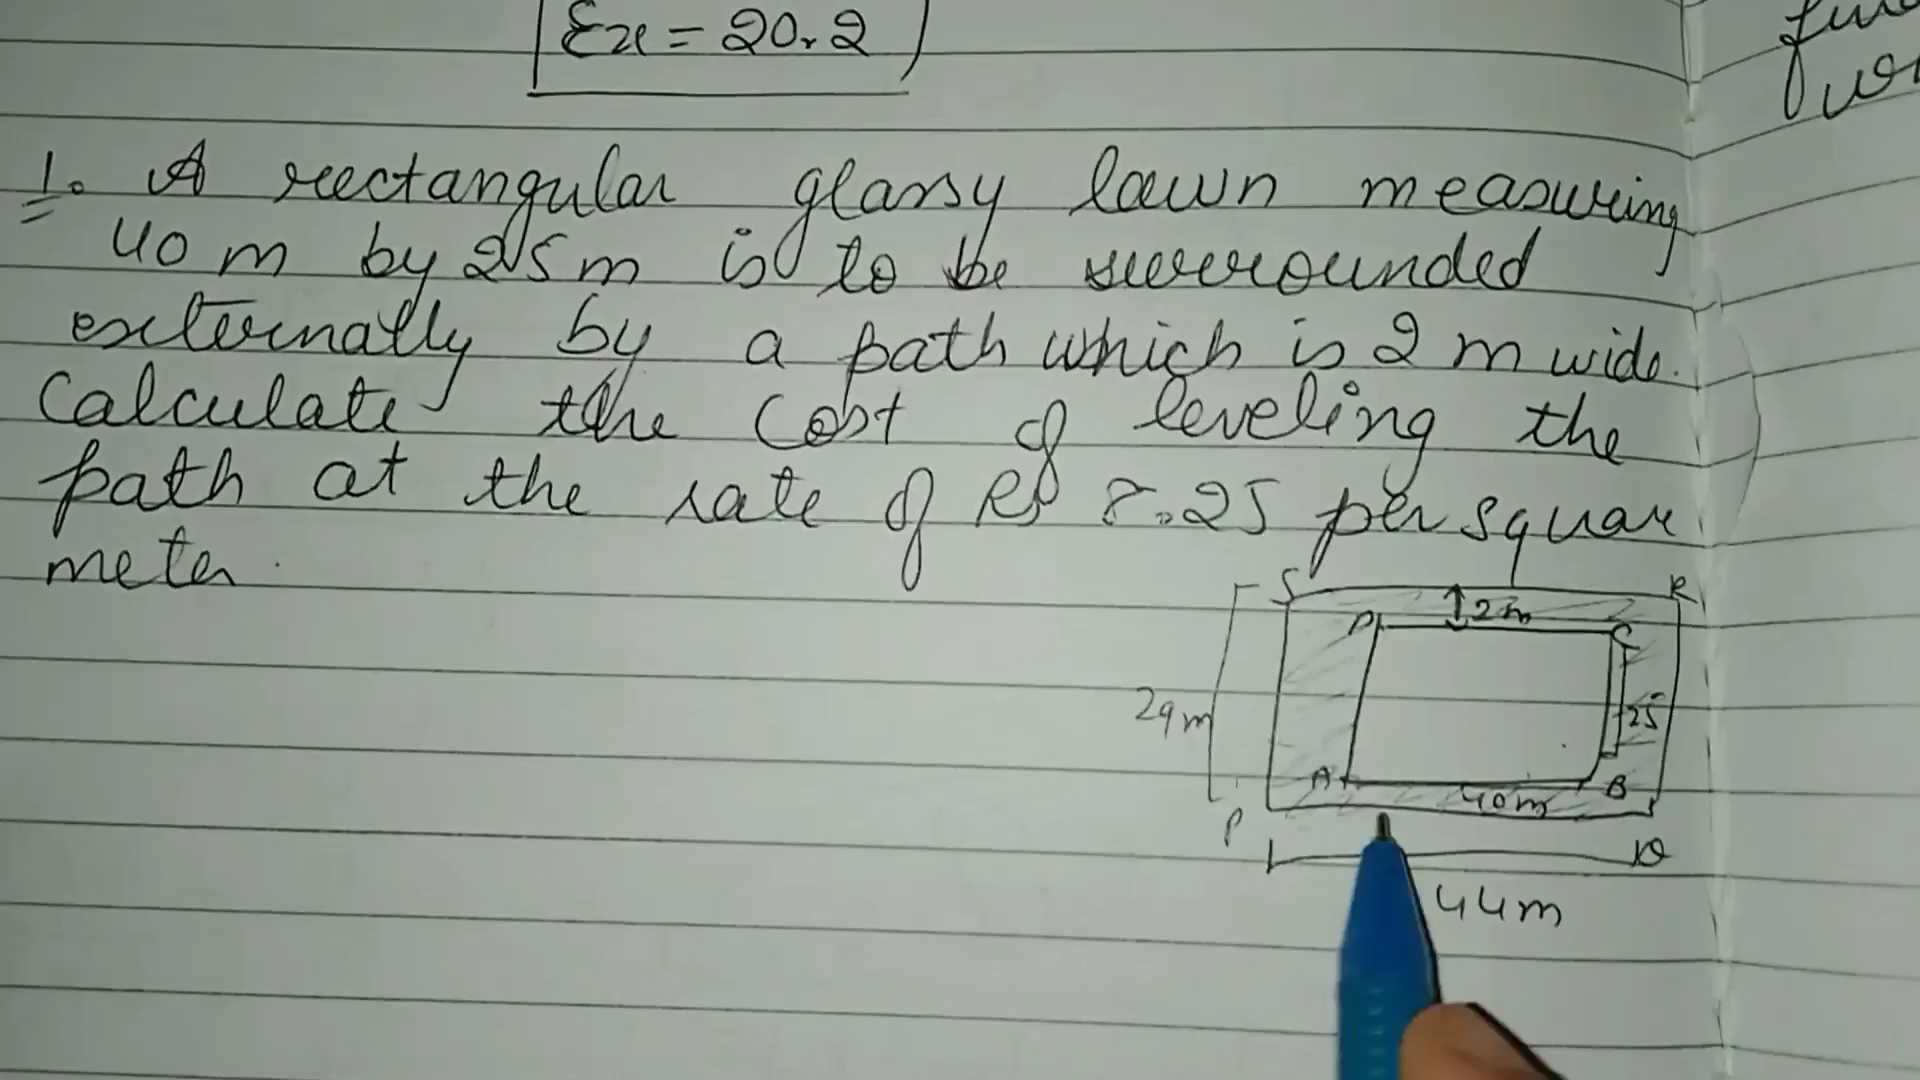 Ex = 20.2
1. A rectangular glassy lawn measuring
40 m by 25 m is to be surrounded
externally by a path which is 2 m wide.
Calculate the cost of leveling the
path at the rate of Rs 8.25 per square
meter.
S R
2m
D C
29m 25
A B
40m
P Q
44m